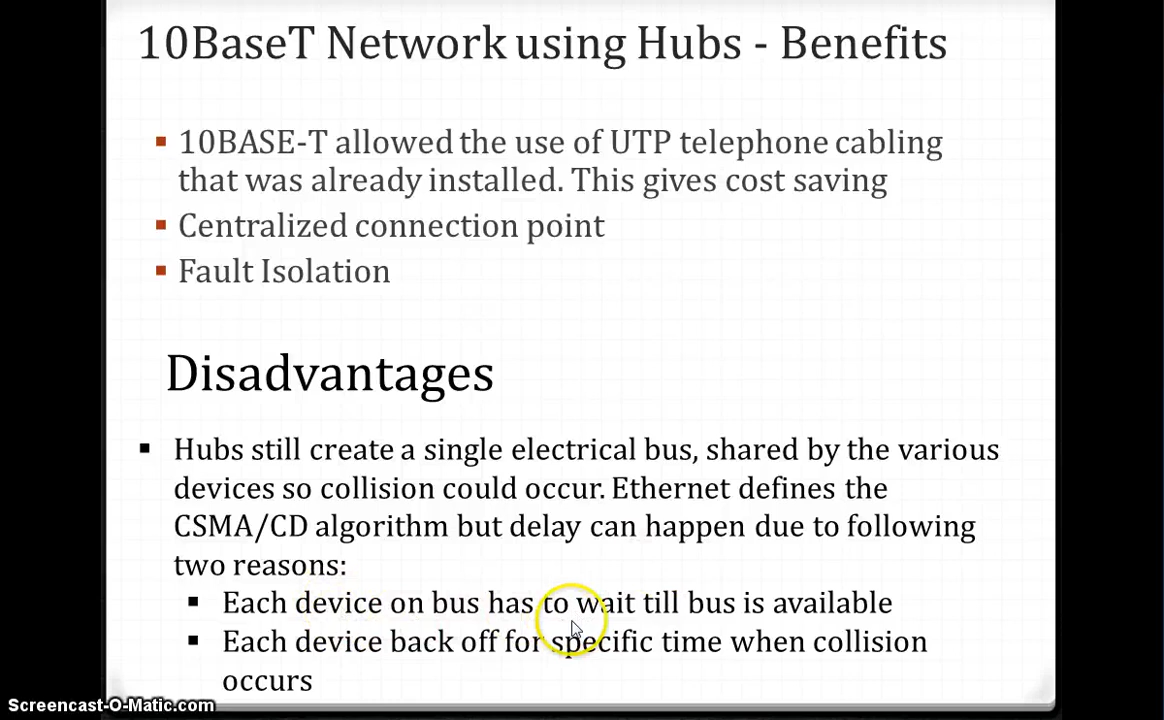 10BaseT Network using Hubs - Benefits
10BASE-T allowed the use of UTP telephone cabling
that was already installed. This gives cost saving
Centralized connection point
Fault Isolation
Disadvantages
Hubs still create a single electrical bus, shared by the various
devices so collision could occur. Ethernet defines the
CSMA/CD algorithm but delay can happen due to following
two reasons:
Each device on bus has to wait till bus is available
Each device back off for specific time when collision
occurs
Screencast-O-Matic.com